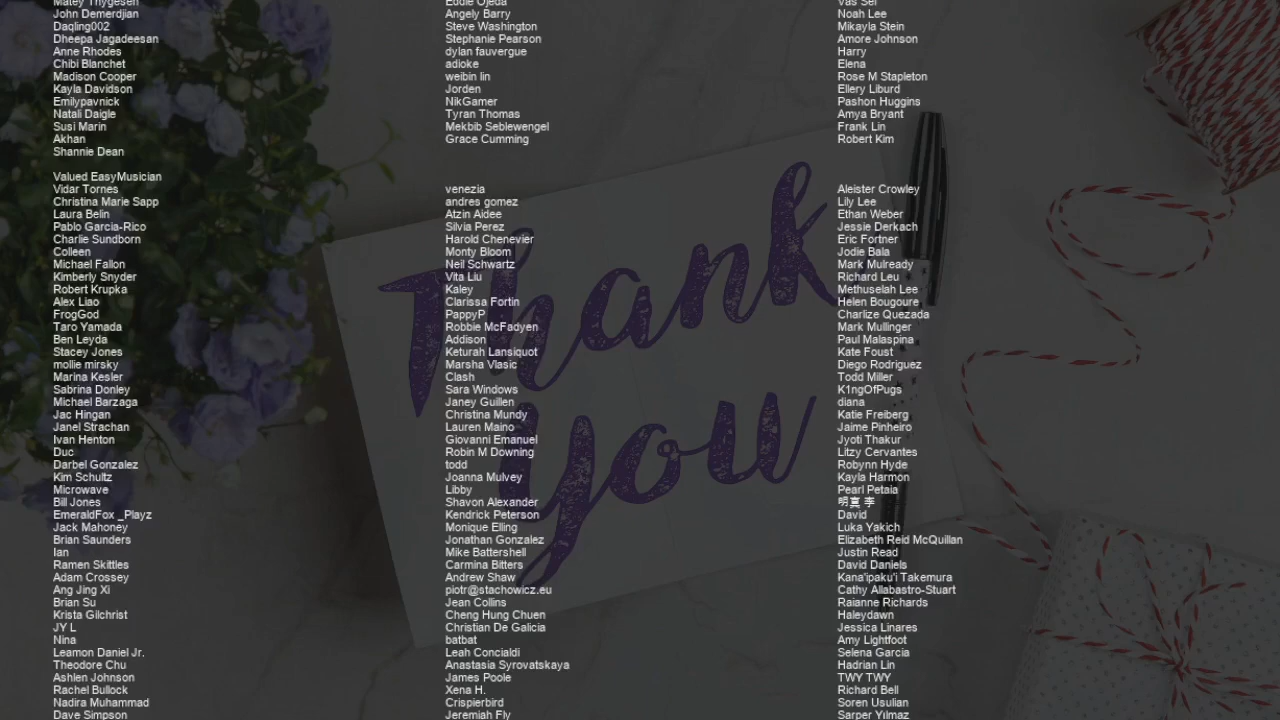 Matey Thygesen
John Demerdjian
Daqling002
Dheepa Jagadeesan
Anne Rhodes
Chibi Blanchet
Madison Cooper
Kayla Davidson
Emilypavnick
Natali Daigle
Susi Marin
Akhan
Shannie Dean
Eddie Ojeda
Angely Barry
Steve Washington
Stephanie Pearson
dylan fauvergue
adioke
weibin lin
Jorden
NikGamer
Tyran Thomas
Mekbib Seblewengel
Grace Cumming
Vas Sef
Noah Lee
Mikayla Stein
Amore Johnson
Harry
Elena
Rose M Stapleton
Ellery Liburd
Pashon Huggins
Amya Bryant
Frank Lin
Robert Kim
Valued EasyMusician
Vidar Tornes
Christina Marie Sapp
Laura Belin
Pablo Garcia-Rico
Charlie Sundborn
Colleen
Michael Fallon
Kimberly Snyder
Robert Krupka
Alex Liao
FrogGod
Taro Yamada
Ben Leyda
Stacey Jones
mollie mirsky
Marina Kesler
Sabrina Donley
Michael Barzaga
Jac Hingan
Janel Strachan
Ivan Henton
Duc
Darbel Gonzalez
Kim Schultz
Microwave
Bill Jones
EmeraldFox _Playz
Jack Mahoney
Brian Saunders
Ian
Ramen Skittles
Adam Crossey
Ang Jing Xi
Brian Su
Krista Gilchrist
JY L
Nina
Leamon Daniel Jr.
Theodore Chu
Ashlen Johnson
Rachel Bullock
Nadira Muhammad
Dave Simpson
venezia
andres gomez
Atzin Aidee
Silvia Perez
Harold Chenevier
Monty Bloom
Neil Schwartz
Vita Liu
Kaley
Clarissa Fortin
PappyP
Robbie McFadyen
Addison
Keturah Lansiquot
Marsha Vlasic
Clash
Sara Windows
Janey Guillen
Christina Mundy
Lauren Maino
Giovanni Emanuel
Robin M Downing
todd
Joanna Mulvey
Libby
Shavon Alexander
Kendrick Peterson
Monique Elling
Jonathan Gonzalez
Mike Battershell
Carmina Bitters
Andrew Shaw
piotr@stachowicz.eu
Jean Collins
Cheng Hung Chuen
Christian De Galicia
batbat
Leah Concialdi
Anastasia Syrovatskaya
James Poole
Xena H.
Crispierbird
Jeremiah Fly
Aleister Crowley
Lily Lee
Ethan Weber
Jessie Derkach
Eric Fortner
Jodie Bala
Mark Mulready
Richard Leu
Methuselah Lee
Helen Bougoure
Charlize Quezada
Mark Mullinger
Paul Malaspina
Kate Foust
Diego Rodriguez
Todd Miller
K1ngOfPugs
diana
Katie Freiberg
Jaime Pinheiro
Jyoti Thakur
Litzy Cervantes
Robynn Hyde
Kayla Harmon
Pearl Petaia
明真 李
David
Luka Yakich
Elizabeth Reid McQuillan
Justin Read
David Daniels
Kana'ipaku'i Takemura
Cathy Allabastro-Stuart
Raianne Richards
Haleydawn
Jessica Linares
Amy Lightfoot
Selena Garcia
Hadrian Lin
TWY TWY
Richard Bell
Soren Usulian
Sarper Yılmaz
Thank
you